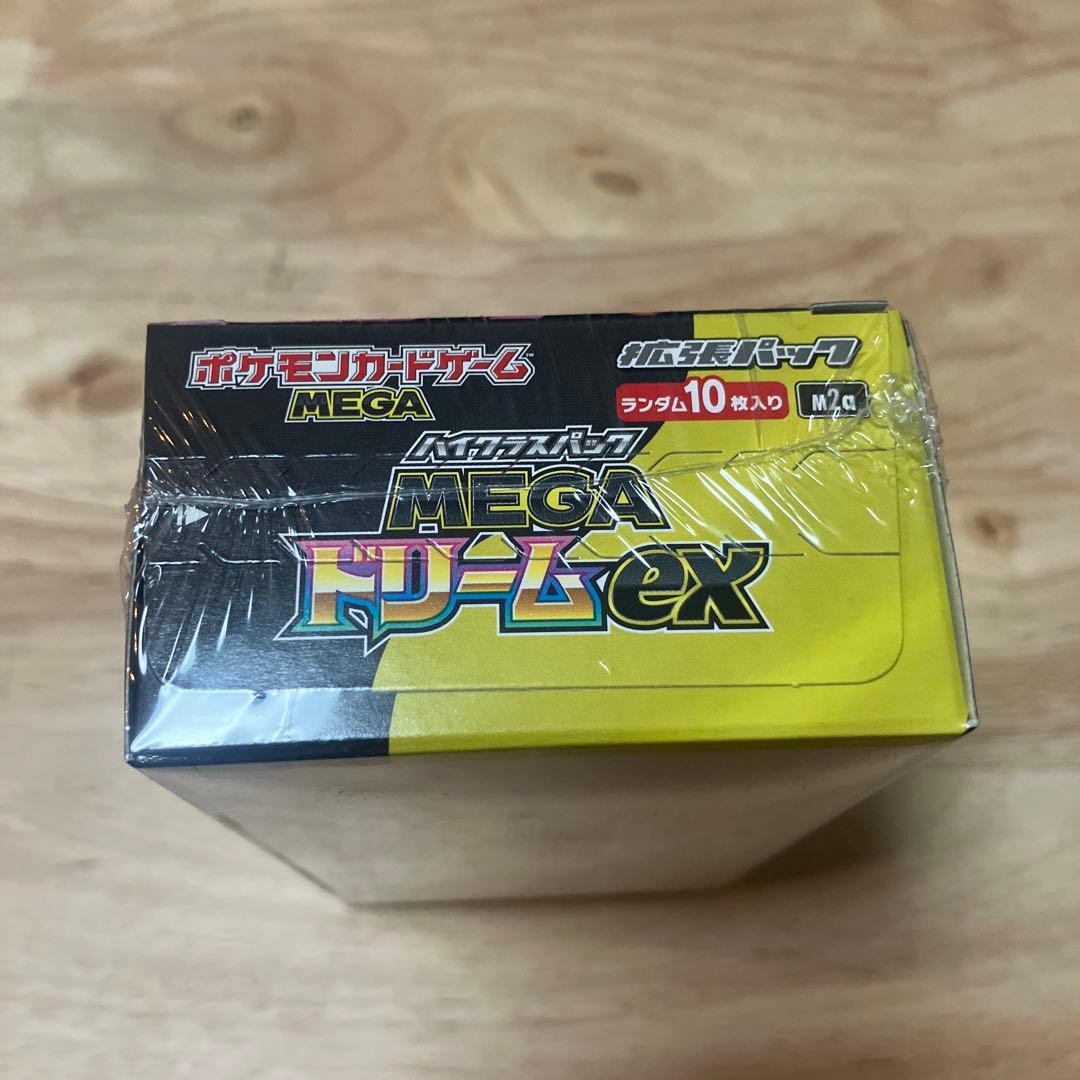 ポケモンカードゲーム™
MEGA
拡張パック
ランダム10枚入り
M2a
ハイクラスパック
MEGA
ドリームex